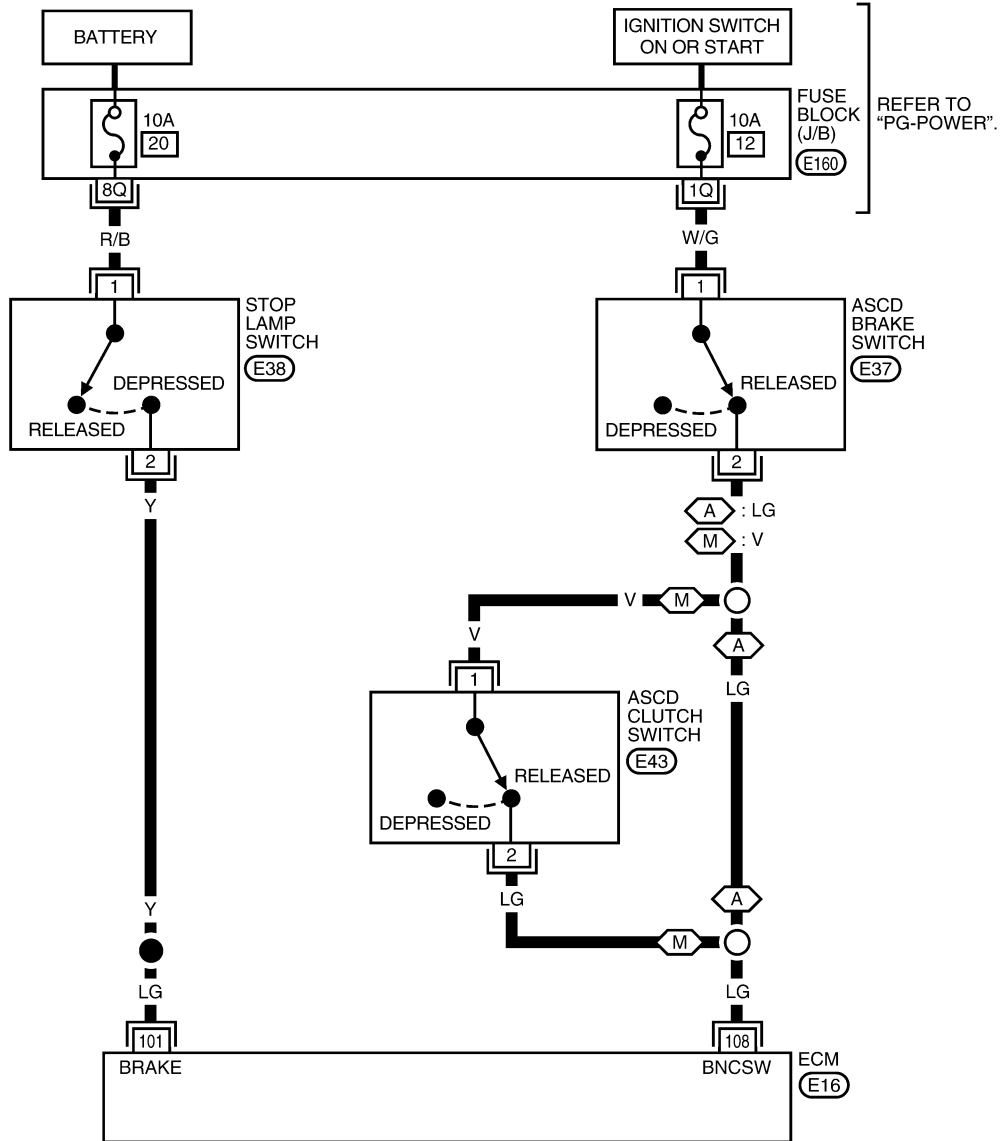 BATTERY
IGNITION SWITCH
ON OR START
10A
20
10A
12
FUSE
BLOCK
(J/B)
E160
REFER TO
“PG-POWER”.
8Q
1Q
R/B
W/G
1
1
STOP
LAMP
SWITCH
E38
DEPRESSED
RELEASED
ASCD
BRAKE
SWITCH
E37
RELEASED
DEPRESSED
2
2
Y
A : LG
M : V
V
M
V
A
LG
1
ASCD
CLUTCH
SWITCH
E43
RELEASED
DEPRESSED
2
LG
A
Y
M
LG
LG
101
108
BRAKE
BNCSW
ECM
E16